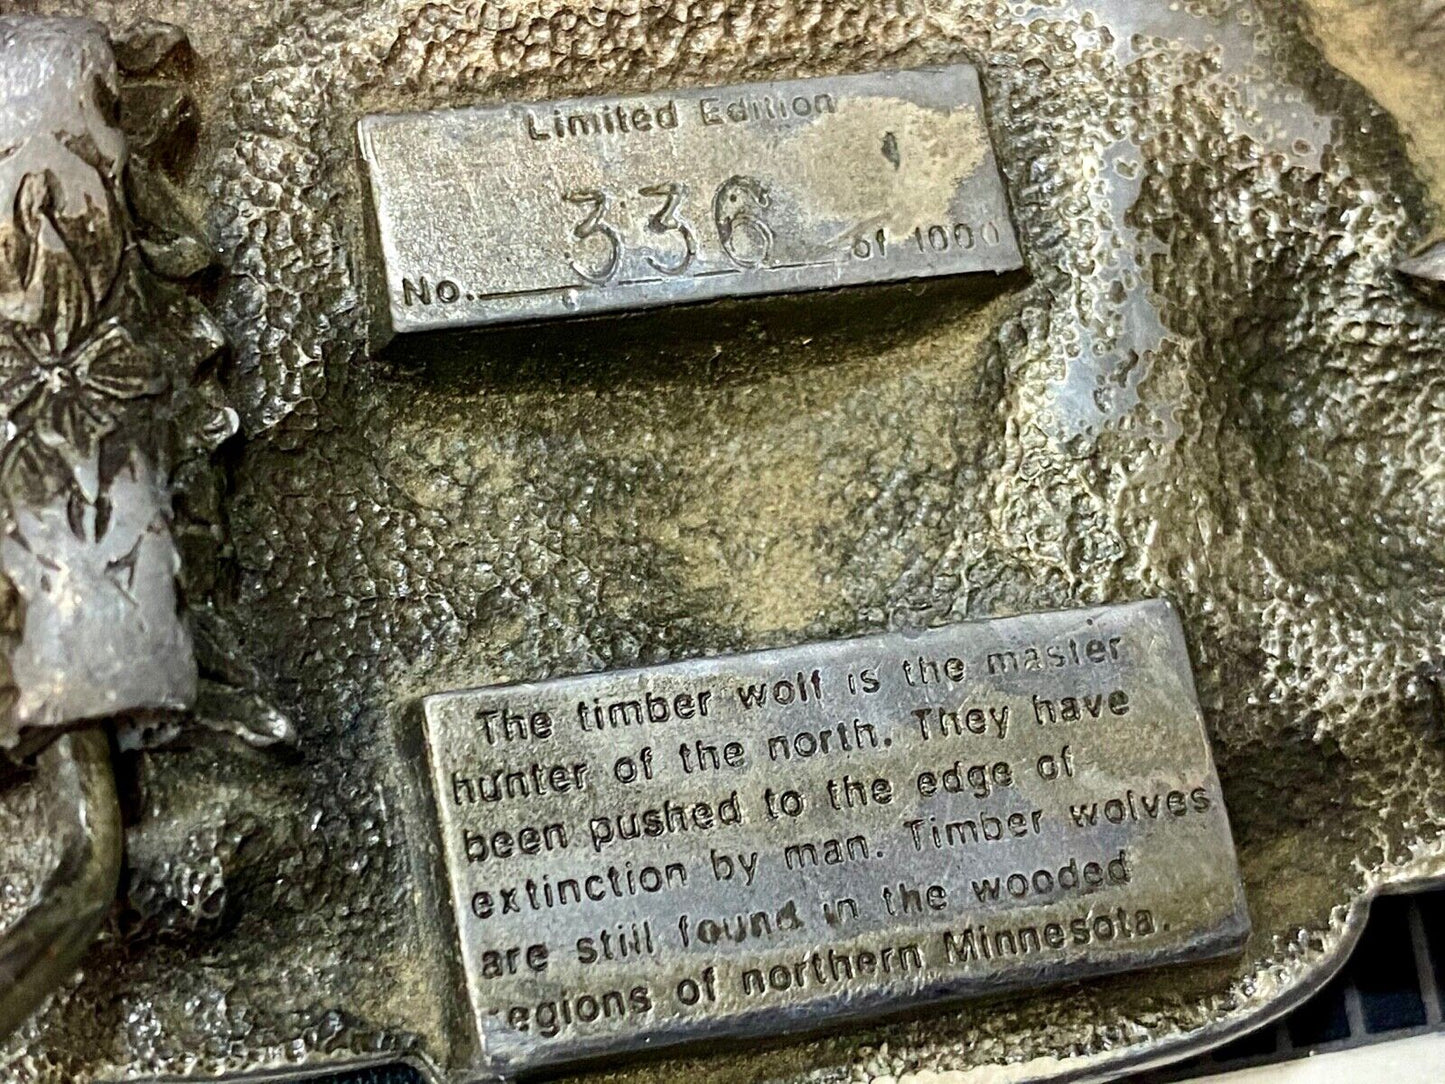 Limited Edition
No. 336 of 1000
The timber wolf is the master
hunter of the north. They have
been pushed to the edge of
extinction by man. Timber wolves
are still found in the wooded
regions of northern Minnesota.